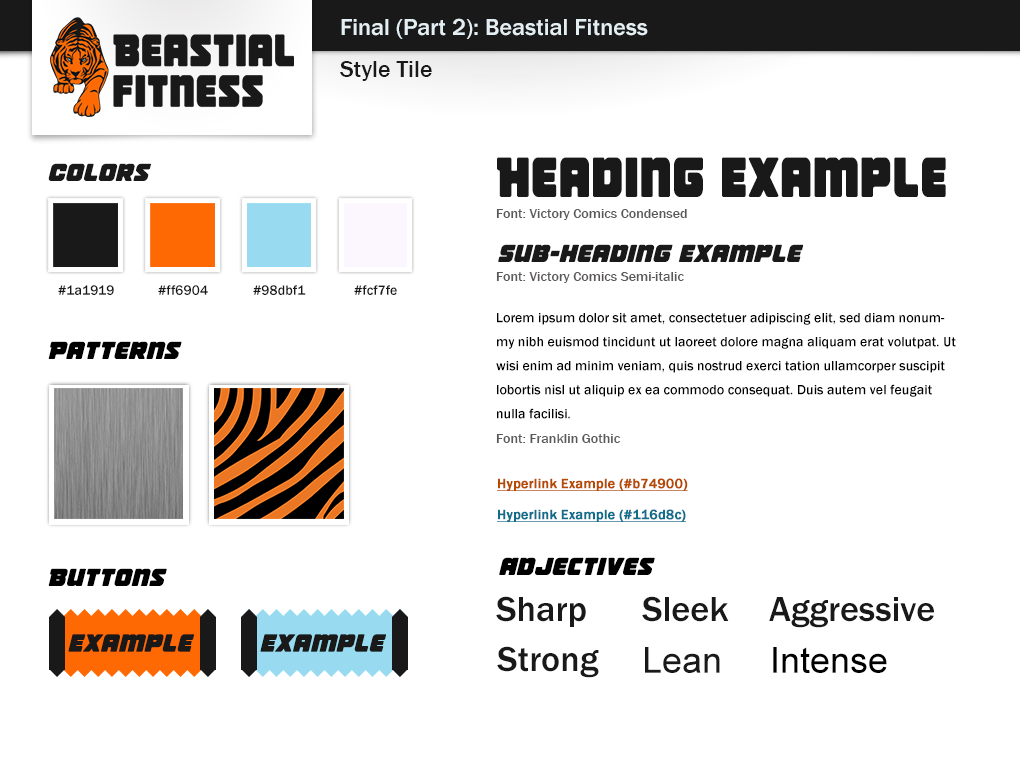 BEASTIAL
FITNESS
Final (Part 2): Beastial Fitness
Style Tile
COLORS
#1a1919
#ff6904
#98dbf1
#fcf7fe
PATTERNS
BUTTONS
EXAMPLE
EXAMPLE
HEADING EXAMPLE
Font: Victory Comics Condensed
SUB-HEADING EXAMPLE
Font: Victory Comics Semi-italic
Lorem ipsum dolor sit amet, consectetuer adipiscing elit, sed diam nonum-
my nibh euismod tincidunt ut laoreet dolore magna aliquam erat volutpat. Ut
wisi enim ad minim veniam, quis nostrud exerci tation ullamcorper suscipit
lobortis nisl ut aliquip ex ea commodo consequat. Duis autem vel feugait
nulla facilisi.
Font: Franklin Gothic
Hyperlink Example (#b74900)
Hyperlink Example (#116d8c)
ADJECTIVES
Sharp Sleek Aggressive
Strong Lean Intense